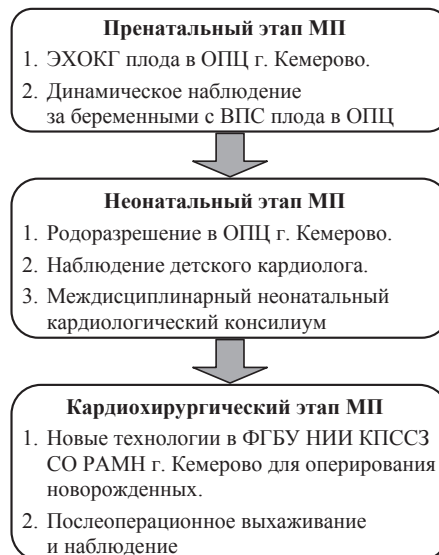 Пренатальный этап МП
1. ЭХОКГ плода в ОПЦ г. Кемерово.
2. Динамическое наблюдение
за беременными с ВПС плода в ОПЦ
Неонатальный этап МП
1. Родоразрешение в ОПЦ г. Кемерово.
2. Наблюдение детского кардиолога.
3. Междисциплинарный неонатальный
кардиологический консилиум
Кардиохирургический этап МП
1. Новые технологии в ФГБУ НИИ КПССЗ
СО РАМН г. Кемерово для оперирования
новорожденных.
2. Послеоперационное выхаживание
и наблюдение